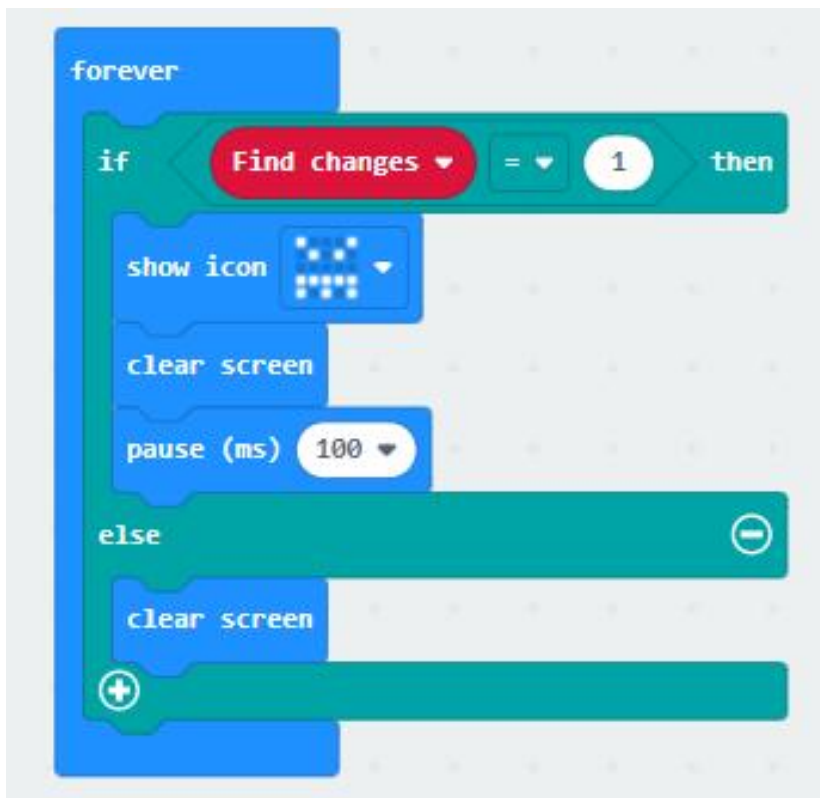 forever
if Find changes = 1 then
show icon
clear screen
pause (ms) 100
else
clear screen